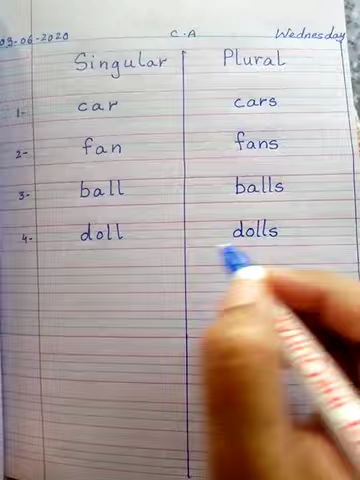 09-06-2020 C.A Wednesday
Singular Plural
1- car cars
2- fan fans
3- ball balls
4- doll dolls